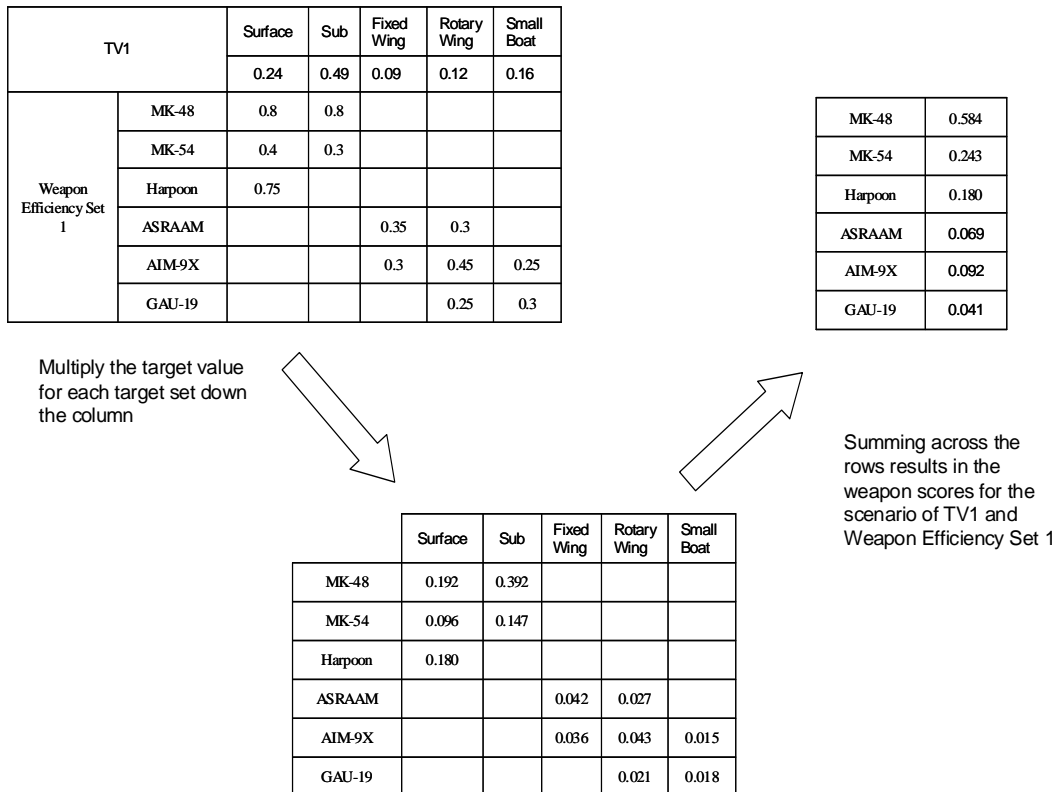 TV1 Surface Sub Fixed Wing Rotary Wing Small Boat
0.24 0.49 0.09 0.12 0.16
Weapon Efficiency Set 1
MK-48 0.8 0.8
MK-54 0.4 0.3
Harpoon 0.75
ASRAAM 0.35 0.3
AIM-9X 0.3 0.45 0.25
GAU-19 0.25 0.3
MK-48 0.584
MK-54 0.243
Harpoon 0.180
ASRAAM 0.069
AIM-9X 0.092
GAU-19 0.041
Multiply the target value
for each target set down
the column
Summing across the
rows results in the
weapon scores for the
scenario of TV1 and
Weapon Efficiency Set 1
Surface Sub Fixed Wing Rotary Wing Small Boat
MK-48 0.192 0.392
MK-54 0.096 0.147
Harpoon 0.180
ASRAAM 0.042 0.027
AIM-9X 0.036 0.043 0.015
GAU-19 0.021 0.018